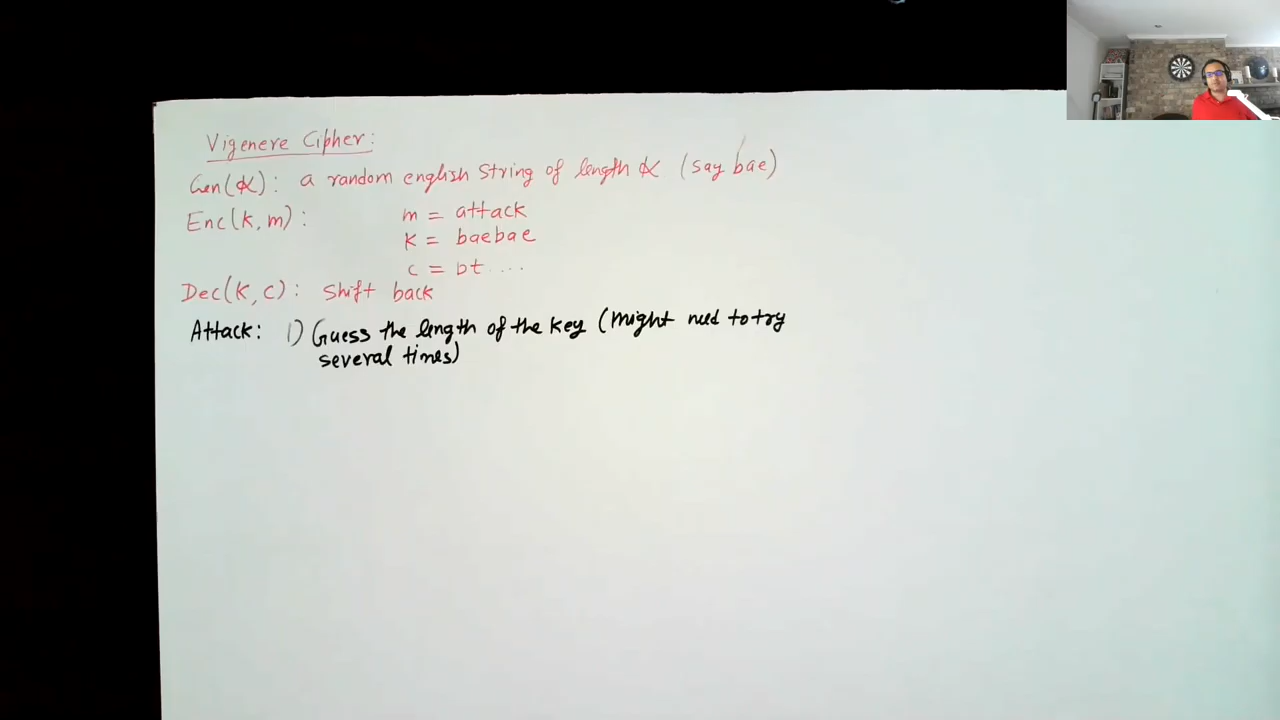 Vigenere Cipher:
Gen(α): a random english string of length α (say bae)
Enc(k,m): m = attack
k = baebae
c = bt ...
Dec(k,c): Shift back
Attack: 1) Guess the length of the key (might need to try
several times)